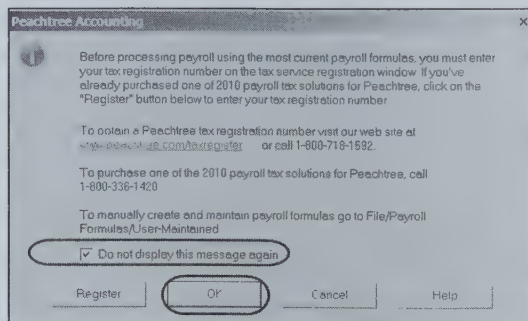 Peachtree Accounting
Before processing payroll using the most current payroll formulas, you must enter
your tax registration number on the tax service registration window. If you've
already purchased one of 2010 payroll tax solutions for Peachtree, click on the
"Register" button below to enter your tax registration number
To obtain a Peachtree tax registration number visit our web site at
.com/taxregister or call 1-800-718-1592.
To purchase one of the 2010 payroll tax solutions for Peachtree, call
1-800-336-1420
To manually create and maintain payroll formulas go to File/Payroll
Formulas/User-Maintained
Do not display this message again
Register OK Cancel Help